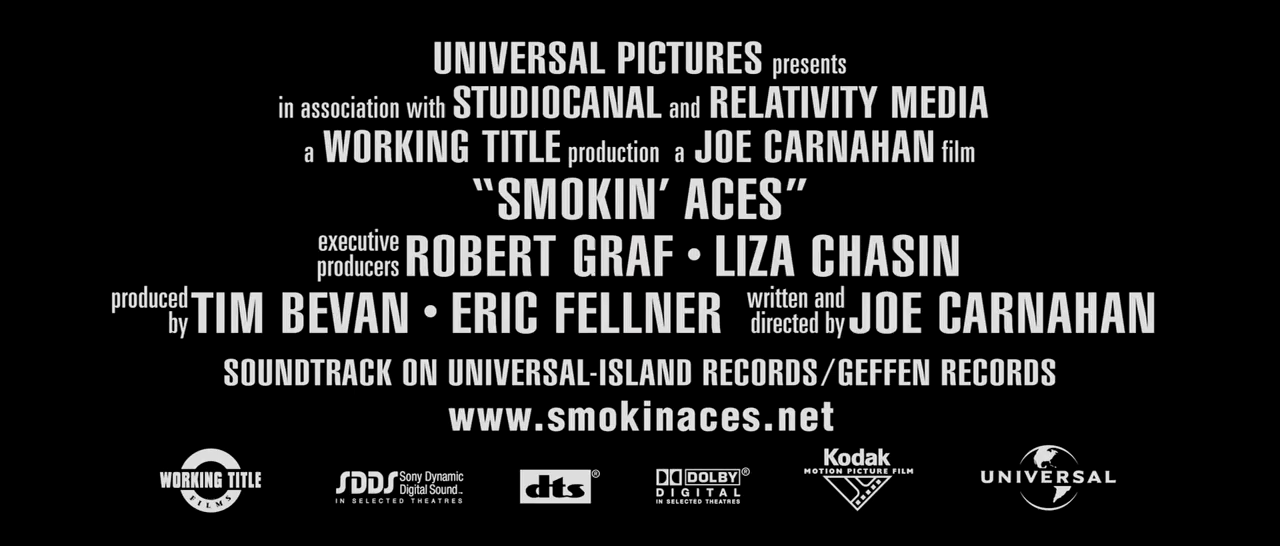 UNIVERSAL PICTURES presents
in association with STUDIOCANAL and RELATIVITY MEDIA
a WORKING TITLE production a JOE CARNAHAN film
“SMOKIN’ ACES”
executive producers ROBERT GRAF • LIZA CHASIN
produced by TIM BEVAN • ERIC FELLNER written and directed by JOE CARNAHAN
SOUNDTRACK ON UNIVERSAL-ISLAND RECORDS/GEFFEN RECORDS
www.smokinaces.net
WORKING TITLE
FILMS
SDDS Sony Dynamic
Digital Sound™
IN SELECTED THEATRES
dts®
DOLBY®
DIGITAL
IN SELECTED THEATRES
Kodak
MOTION PICTURE FILM
UNIVERSAL